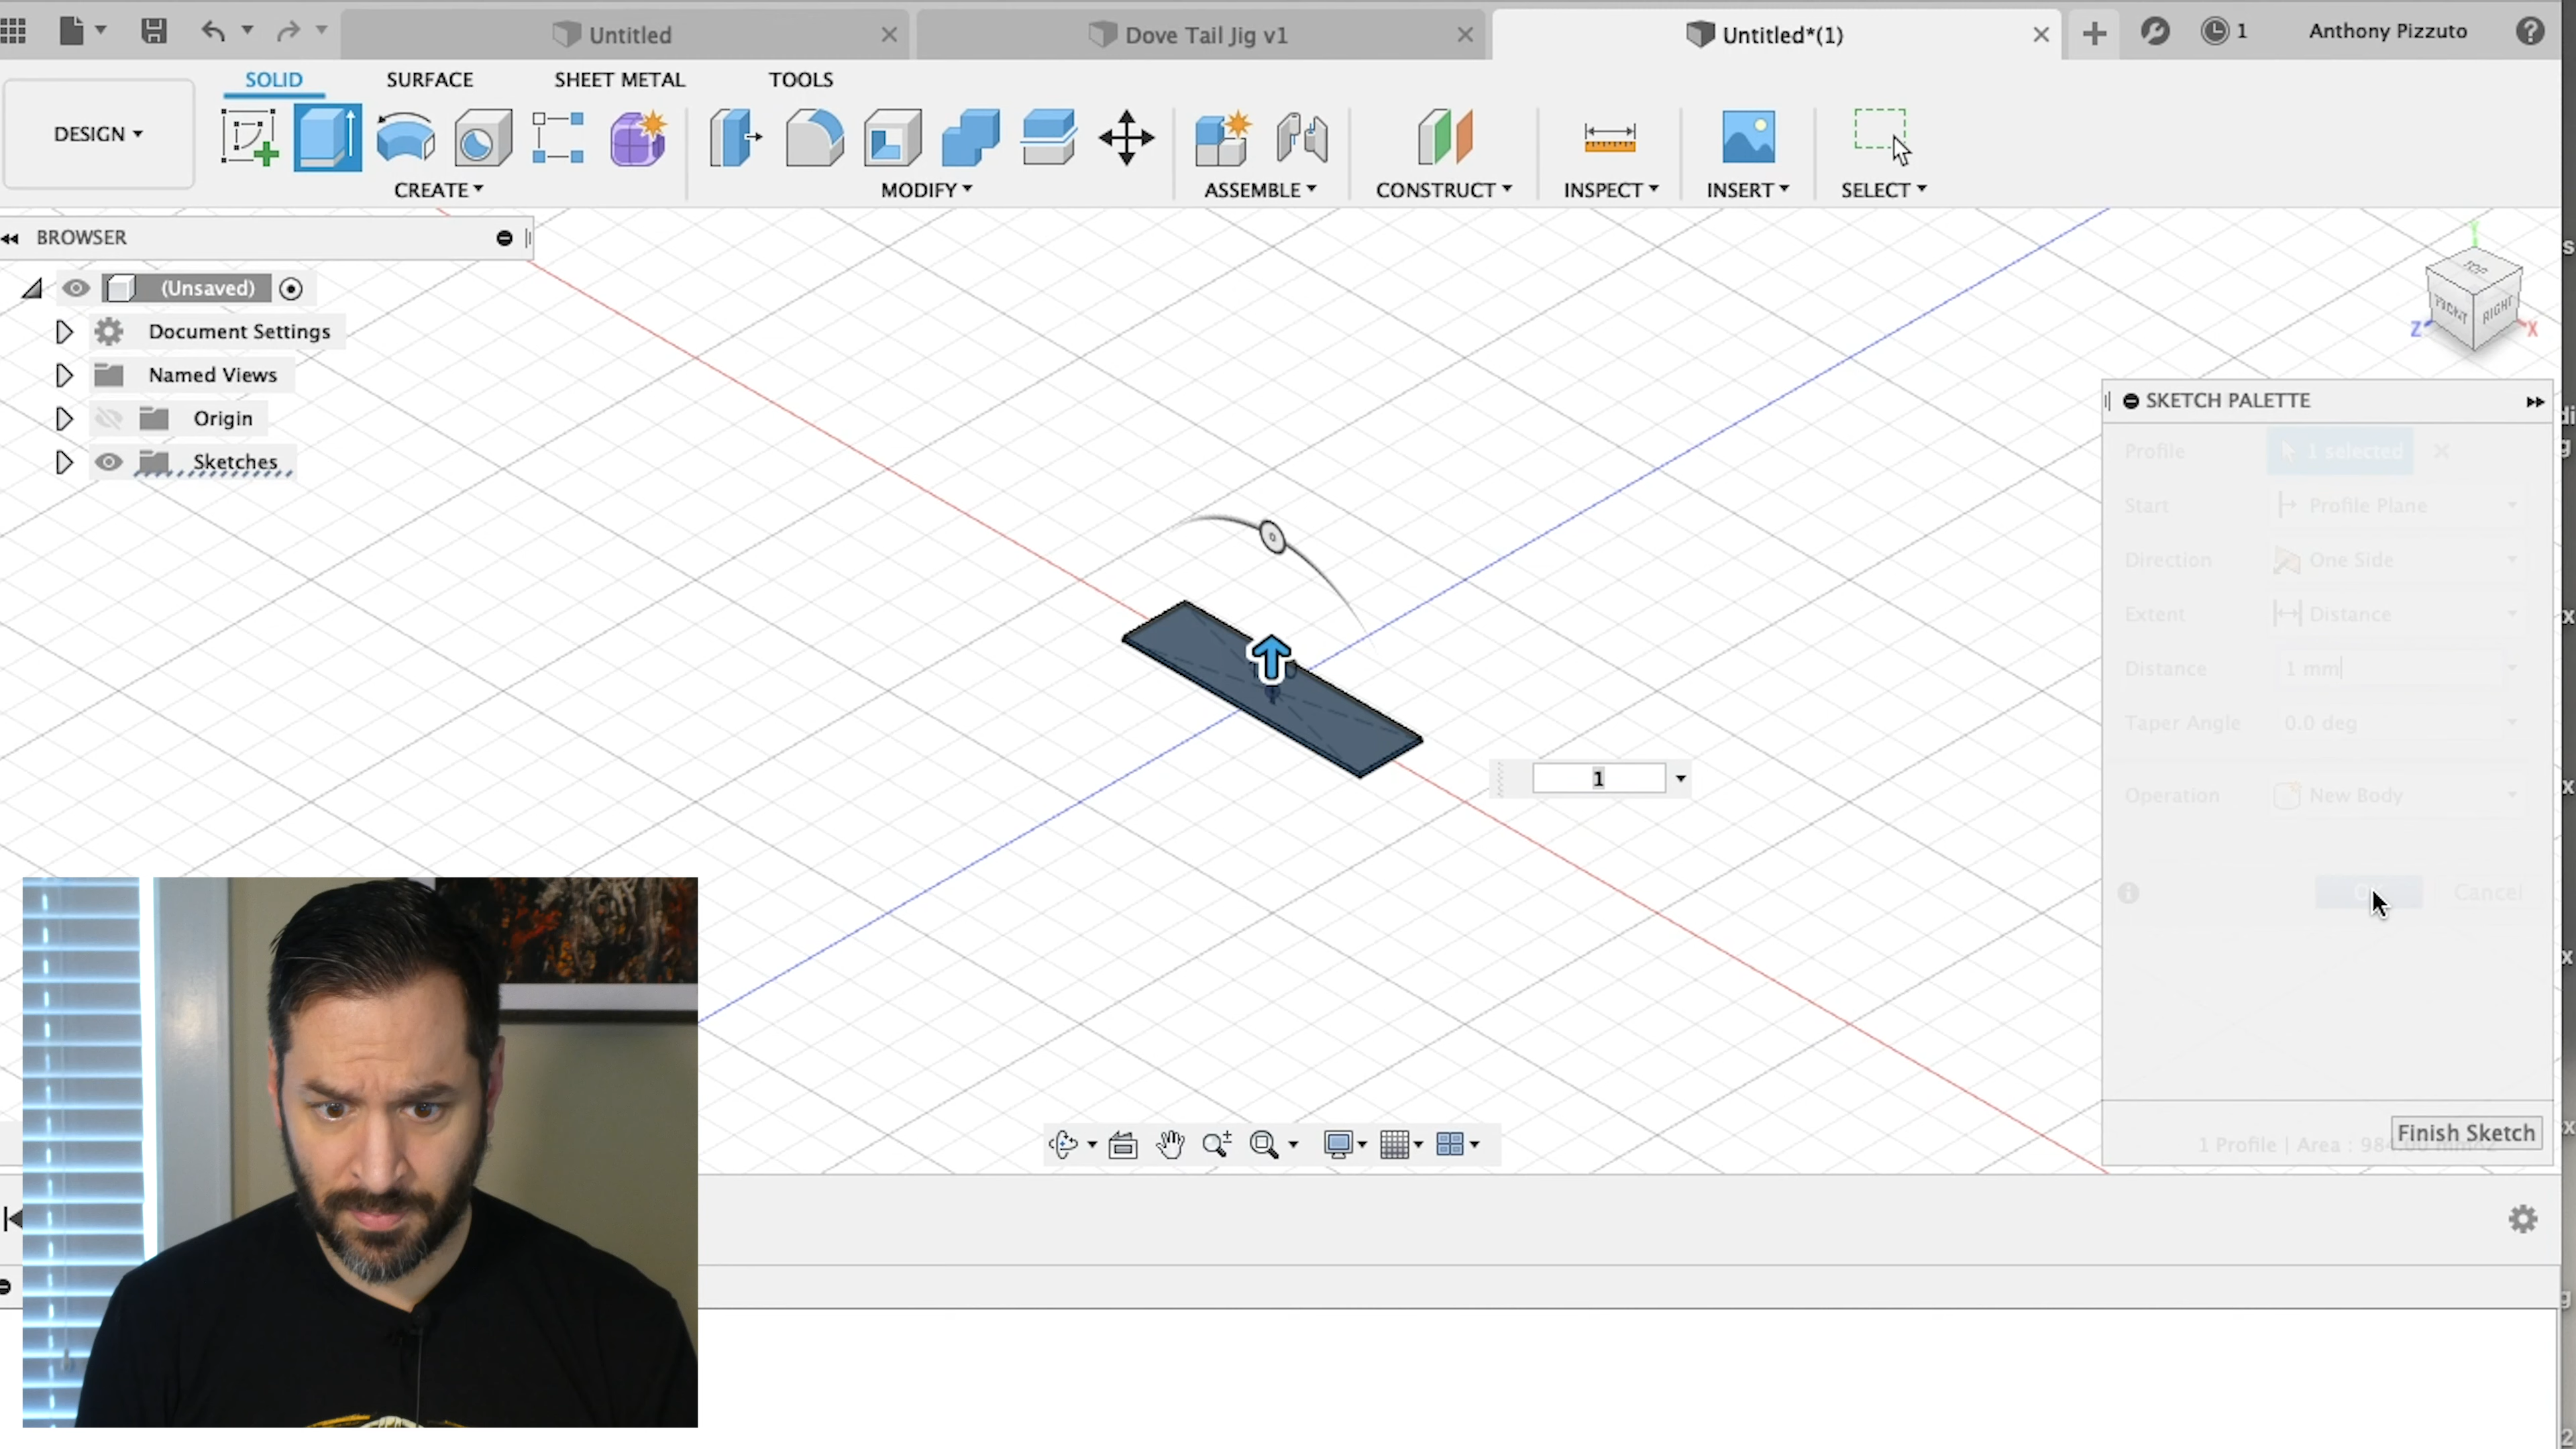 Untitled
Dove Tail Jig v1
Untitled*(1)
1
Anthony Pizzuto
SOLID
SURFACE
SHEET METAL
TOOLS
DESIGN
CREATE
MODIFY
ASSEMBLE
CONSTRUCT
INSPECT
INSERT
SELECT
BROWSER
(Unsaved)
Document Settings
Named Views
Origin
Sketches
TOP
FRONT
RIGHT
Y
Z
X
SKETCH PALETTE
Profile
1 selected
Start
Profile Plane
Direction
One Side
Extent
Distance
Distance
1 mm
Taper Angle
0.0 deg
Operation
New Body
Cancel
1
Finish Sketch
1 Profile | Area :